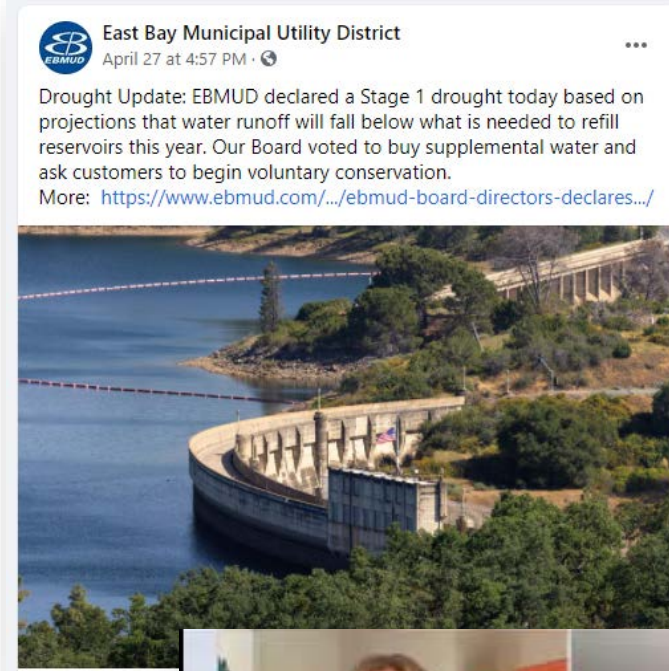 East Bay Municipal Utility District
April 27 at 4:57 PM ·
EBMUD
Drought Update: EBMUD declared a Stage 1 drought today based on
projections that water runoff will fall below what is needed to refill
reservoirs this year. Our Board voted to buy supplemental water and
ask customers to begin voluntary conservation.
More: https://www.ebmud.com/.../ebmud-board-directors-declares.../